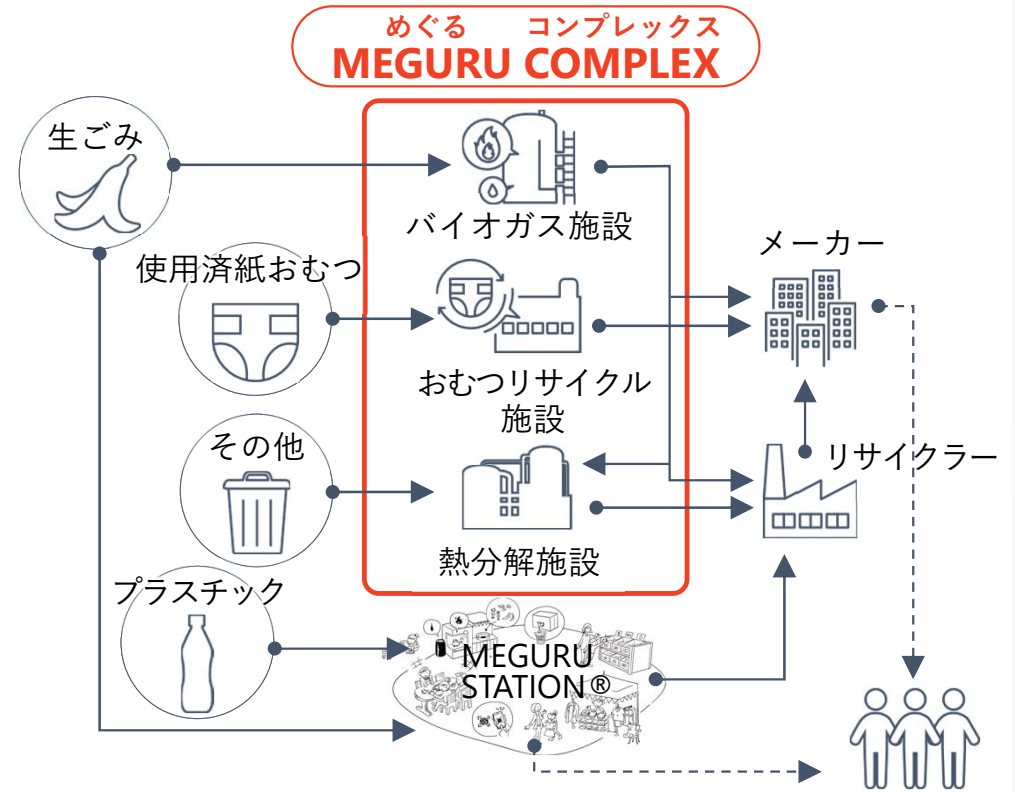 めぐる コンプレックス
MEGURU COMPLEX
生ごみ
バイオガス施設
メーカー
使用済紙おむつ
おむつリサイクル
施設
その他
リサイクラー
熱分解施設
プラスチック
MEGURU
STATION®